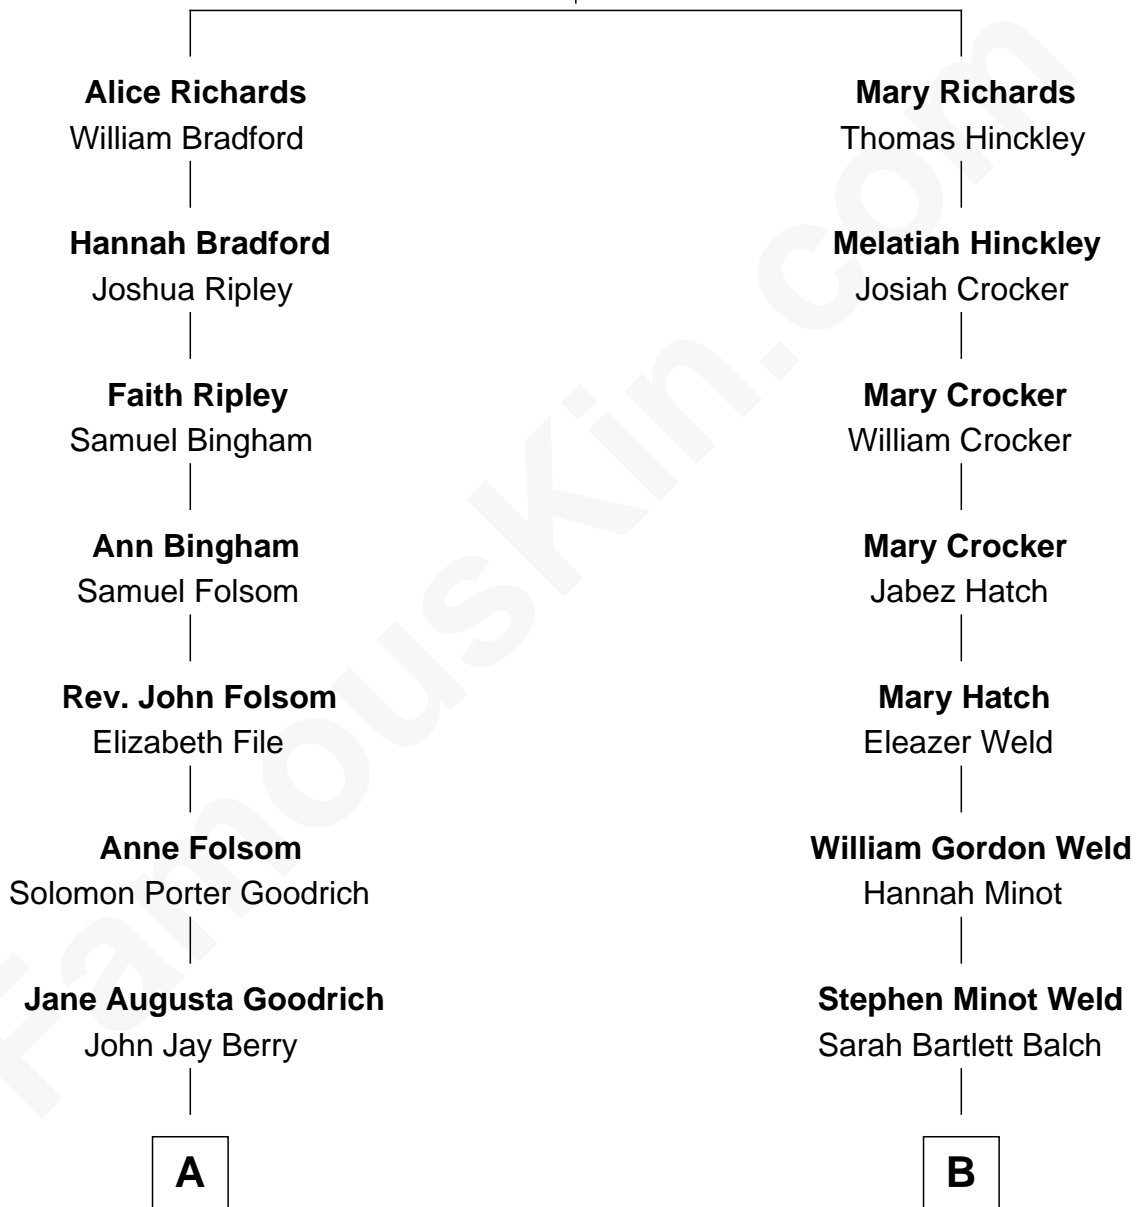 Alice Richards
William Bradford
Mary Richards
Thomas Hinckley
Hannah Bradford
Joshua Ripley
Melatiah Hinckley
Josiah Crocker
Faith Ripley
Samuel Bingham
Mary Crocker
William Crocker
Ann Bingham
Samuel Folsom
Mary Crocker
Jabez Hatch
Rev. John Folsom
Elizabeth File
Mary Hatch
Eleazer Weld
Anne Folsom
Solomon Porter Goodrich
William Gordon Weld
Hannah Minot
Jane Augusta Goodrich
John Jay Berry
Stephen Minot Weld
Sarah Bartlett Balch
A
B
FamousKin.com